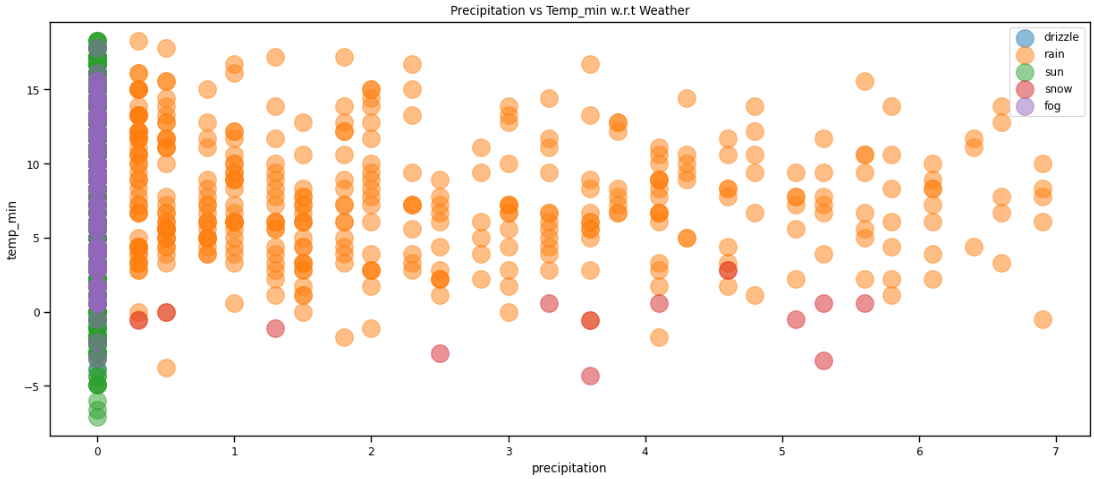 Precipitation vs Temp_min w.r.t Weather
drizzle
rain
sun
snow
fog
15
10
5
0
−5
temp_min
0 1 2 3 4 5 6 7
precipitation